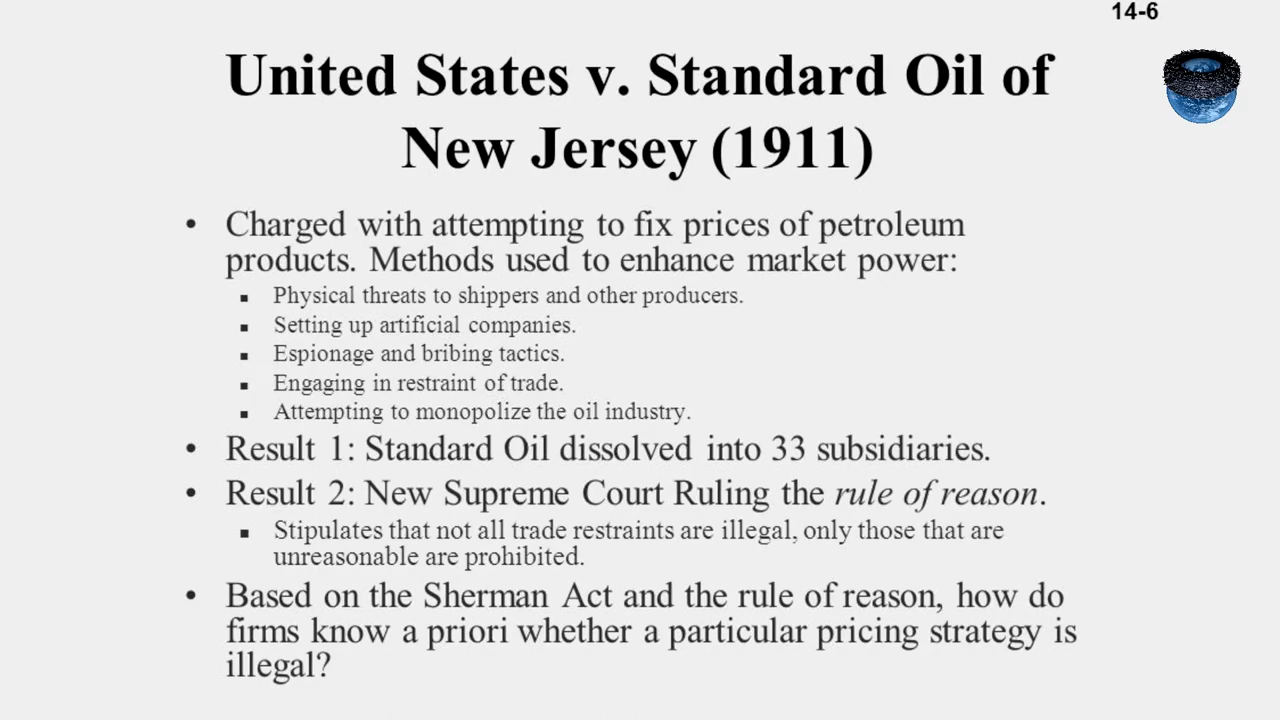 14-6
United States v. Standard Oil of
New Jersey (1911)
• Charged with attempting to fix prices of petroleum
products. Methods used to enhance market power:
▪ Physical threats to shippers and other producers.
▪ Setting up artificial companies.
▪ Espionage and bribing tactics.
▪ Engaging in restraint of trade.
▪ Attempting to monopolize the oil industry.
• Result 1: Standard Oil dissolved into 33 subsidiaries.
• Result 2: New Supreme Court Ruling the rule of reason.
▪ Stipulates that not all trade restraints are illegal, only those that are
unreasonable are prohibited.
• Based on the Sherman Act and the rule of reason, how do
firms know a priori whether a particular pricing strategy is
illegal?